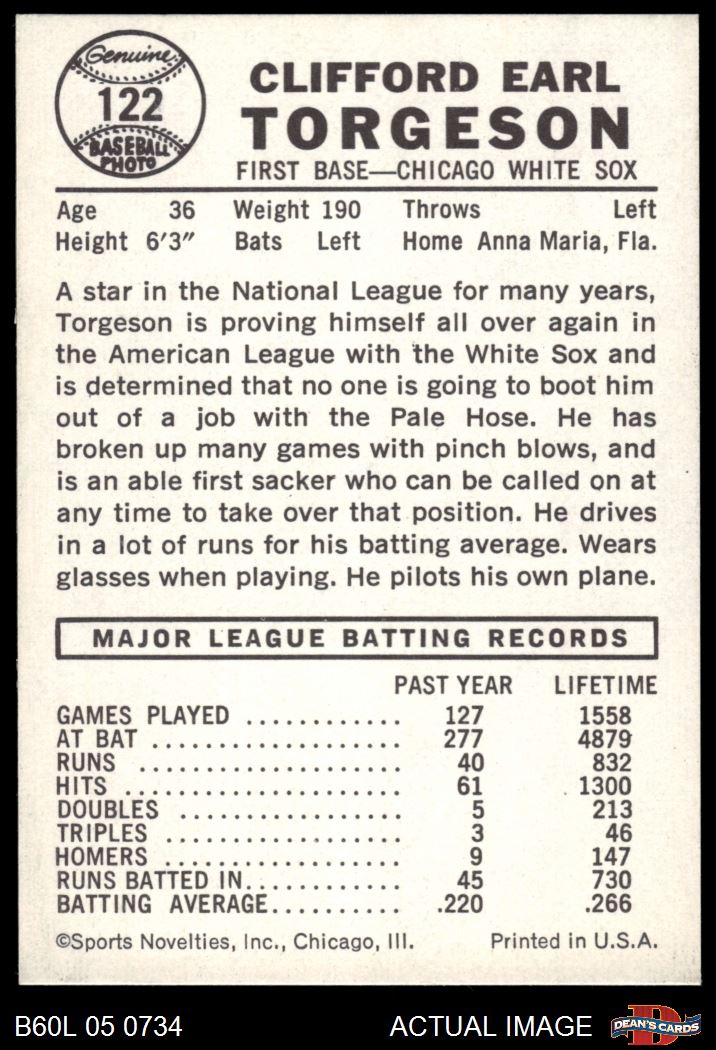 Genuine
122
BASEBALL
PHOTO
CLIFFORD EARL
TORGESON
FIRST BASE—CHICAGO WHITE SOX
Age 36 Weight 190 Throws Left
Height 6′3″ Bats Left Home Anna Maria, Fla.
A star in the National League for many years,
Torgeson is proving himself all over again in
the American League with the White Sox and
is determined that no one is going to boot him
out of a job with the Pale Hose. He has
broken up many games with pinch blows, and
is an able first sacker who can be called on at
any time to take over that position. He drives
in a lot of runs for his batting average. Wears
glasses when playing. He pilots his own plane.
MAJOR LEAGUE BATTING RECORDS
PAST YEAR LIFETIME
GAMES PLAYED ............. 127 1558
AT BAT ..................... 277 4879
RUNS ...................... 40 832
HITS ....................... 61 1300
DOUBLES ................... 5 213
TRIPLES .................... 3 46
HOMERS .................... 9 147
RUNS BATTED IN............. 45 730
BATTING AVERAGE........... .220 .266
©Sports Novelties, Inc., Chicago, Ill. Printed in U.S.A.
B60L 05 0734 ACTUAL IMAGE D DEAN'S CARDS